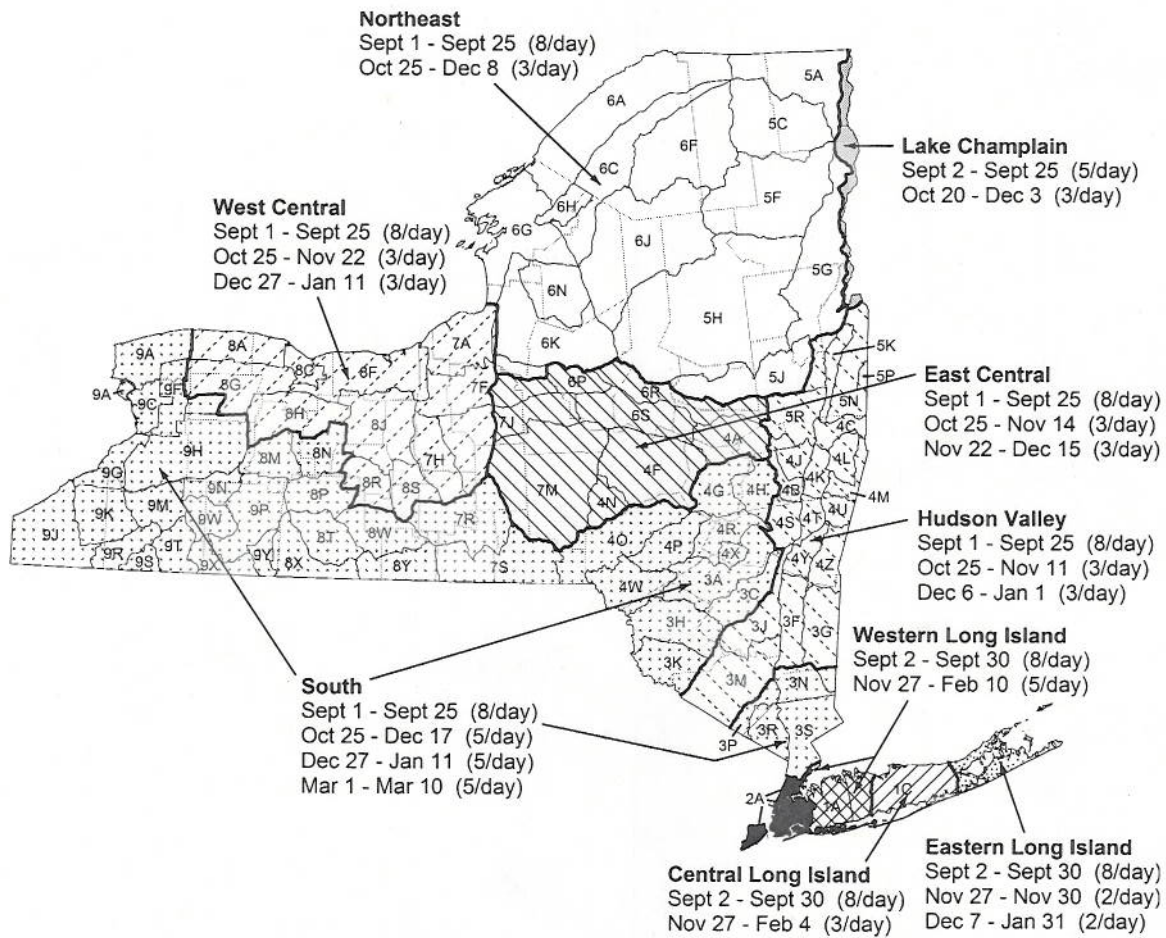 Northeast
Sept 1 - Sept 25 (8/day)
Oct 25 - Dec 8 (3/day)
Lake Champlain
Sept 2 - Sept 25 (5/day)
Oct 20 - Dec 3 (3/day)
West Central
Sept 1 - Sept 25 (8/day)
Oct 25 - Nov 22 (3/day)
Dec 27 - Jan 11 (3/day)
East Central
Sept 1 - Sept 25 (8/day)
Oct 25 - Nov 14 (3/day)
Nov 22 - Dec 15 (3/day)
Hudson Valley
Sept 1 - Sept 25 (8/day)
Oct 25 - Nov 11 (3/day)
Dec 6 - Jan 1 (3/day)
Western Long Island
Sept 2 - Sept 30 (8/day)
Nov 27 - Feb 10 (5/day)
South
Sept 1 - Sept 25 (8/day)
Oct 25 - Dec 17 (5/day)
Dec 27 - Jan 11 (5/day)
Mar 1 - Mar 10 (5/day)
Central Long Island
Sept 2 - Sept 30 (8/day)
Nov 27 - Feb 4 (3/day)
Eastern Long Island
Sept 2 - Sept 30 (8/day)
Nov 27 - Nov 30 (2/day)
Dec 7 - Jan 31 (2/day)
5A
6A
5C
6F
6C
5F
6H
6G
6J
5G
6N
5H
6K
5J
9A
8A
8C
8F
7A
5K
9A
9F
8G
7F
6P
6R
5P
9C
8H
8J
7J
6S
5R
5N
4A
4C
9H
8M
8N
7H
4F
4J
4L
9G
8R
8S
7M
4N
4G
4H
4B
4K
4M
9K
9M
9N
8P
7R
4S
4T
4U
9J
9W
9P
8T
8W
4O
4P
4R
4X
4Y
4Z
9R
9S
9T
9X
9Y
8X
8Y
7S
4W
3A
3C
3H
3J
3F
3G
3K
3M
3N
3P
3R
3S
2A
1A
1C